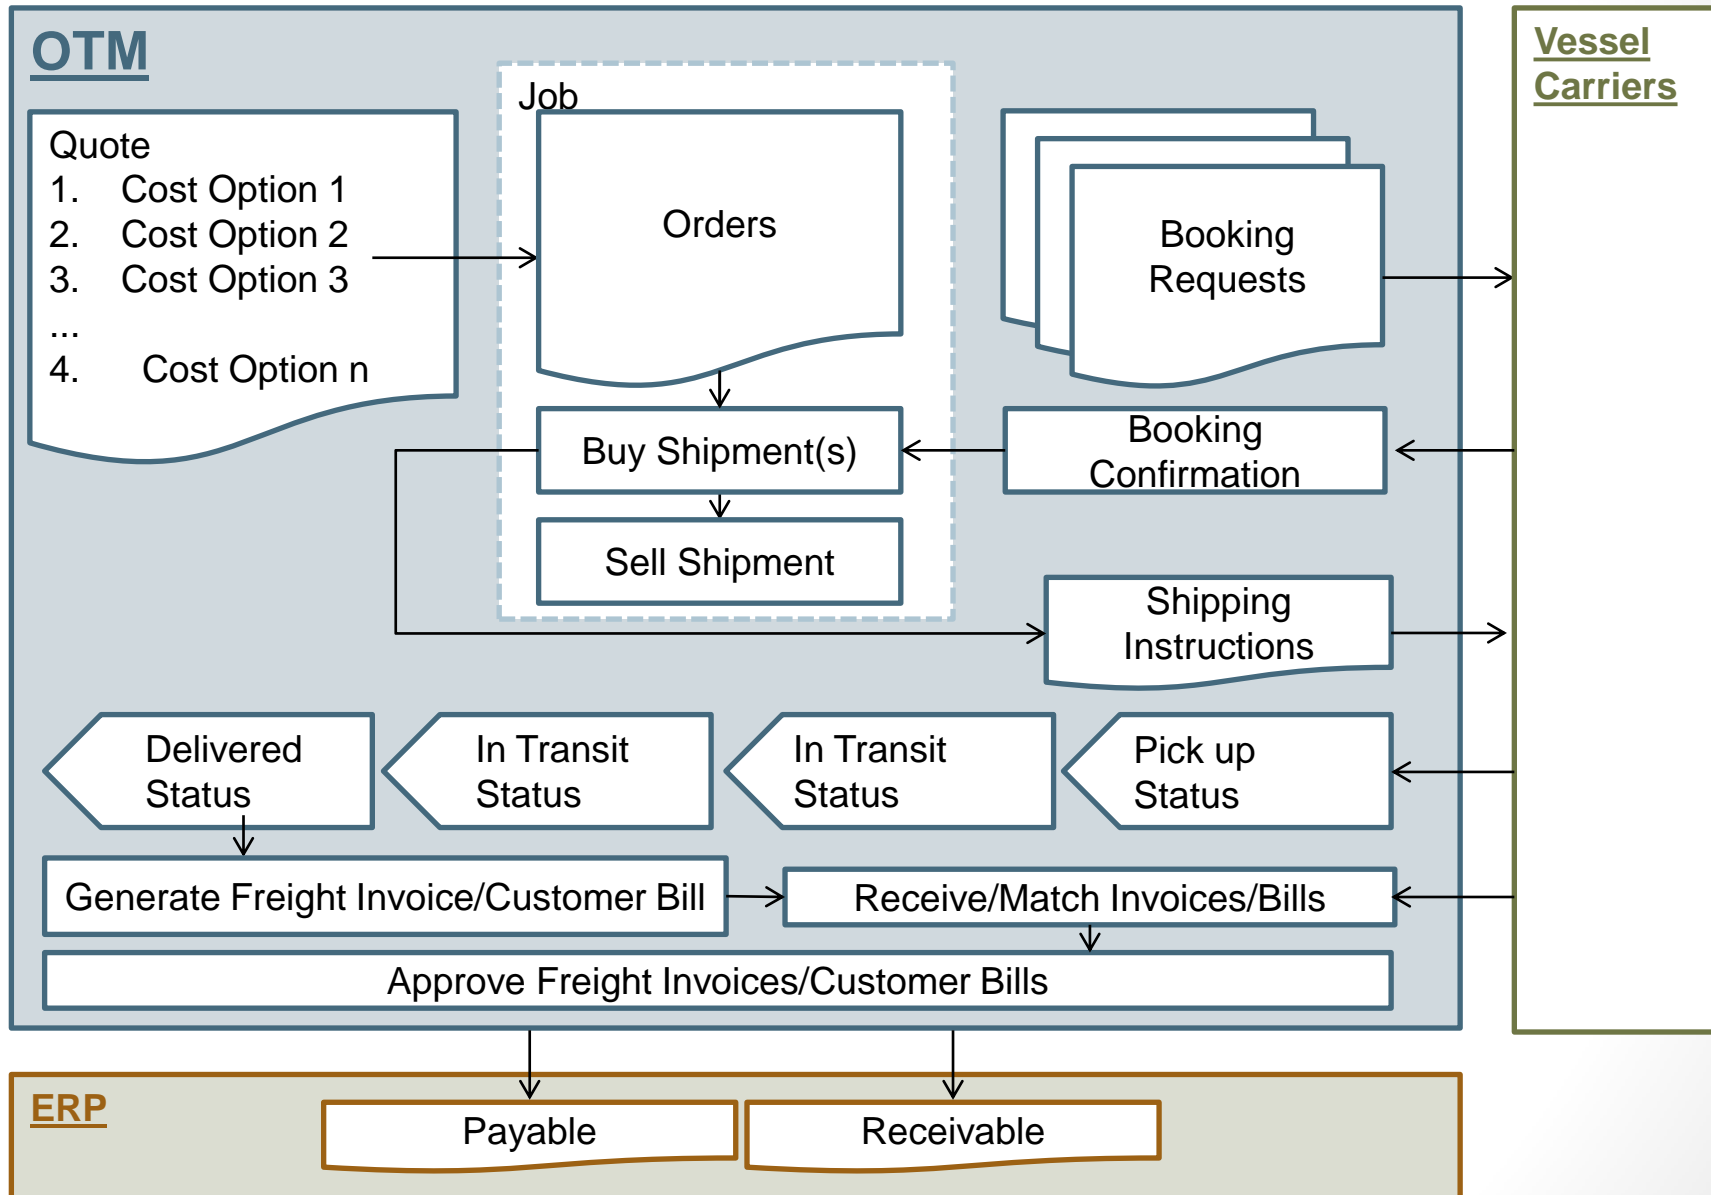 OTM
Quote
1. Cost Option 1
2. Cost Option 2
3. Cost Option 3
...
4. Cost Option n
Job
Orders
Buy Shipment(s)
Sell Shipment
Booking
Requests
Booking
Confirmation
Shipping
Instructions
Vessel
Carriers
Delivered
Status
In Transit
Status
In Transit
Status
Pick up
Status
Generate Freight Invoice/Customer Bill
Receive/Match Invoices/Bills
Approve Freight Invoices/Customer Bills
ERP
Payable
Receivable